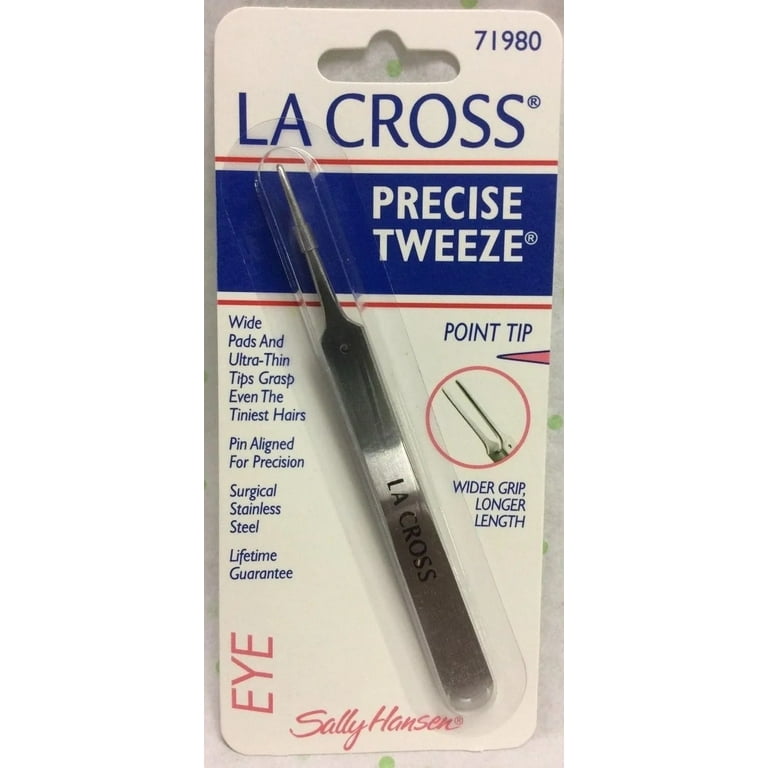 71980
LA CROSS®
PRECISE
TWEEZE®
Wide
Pads And
Ultra-Thin
Tips Grasp
Even The
Tiniest Hairs
Pin Aligned
For Precision
Surgical
Stainless
Steel
Lifetime
Guarantee
POINT TIP
WIDER GRIP,
LONGER
LENGTH
LA CROSS
EYE
Sally Hansen®